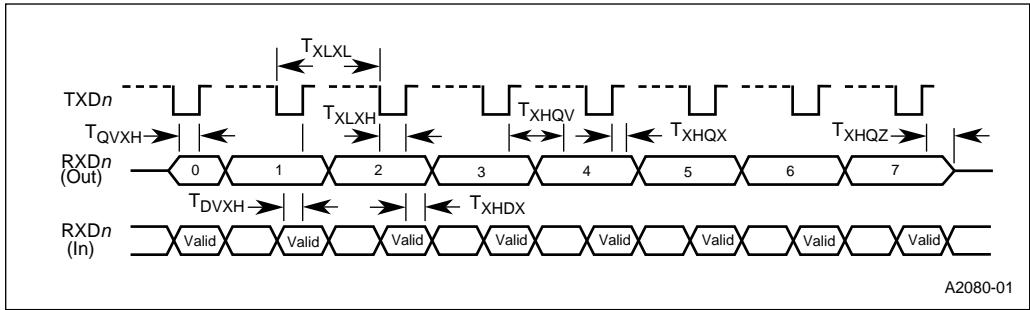 TXLXL
TXDn
TXLXH
TXHQV
TQVXH
TXHQX
TXHQZ
RXDn
(Out)
0 1 2 3 4 5 6 7
TDVXH
TXHDX
RXDn
(In)
Valid Valid Valid Valid Valid Valid Valid Valid
A2080-01